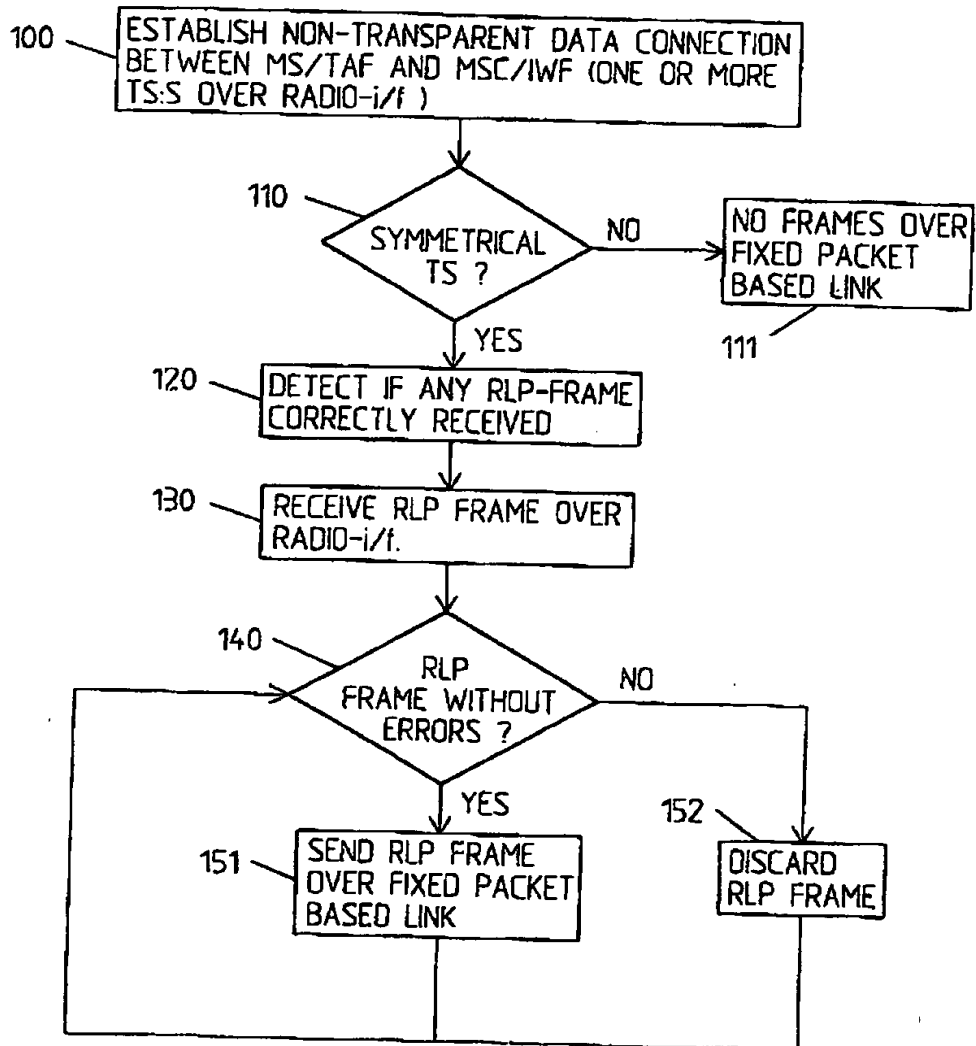 100
ESTABLISH NON-TRANSPARENT DATA CONNECTION
BETWEEN MS/TAF AND MSC/IWF (ONE OR MORE
TS:S OVER RADIO-i/f )
110
SYMMETRICAL
TS ?
NO
NO FRAMES OVER
FIXED PACKET
BASED LINK
111
YES
120
DETECT IF ANY RLP-FRAME
CORRECTLY RECEIVED
130
RECEIVE RLP FRAME OVER
RADIO-i/f.
140
RLP
FRAME WITHOUT
ERRORS ?
NO
YES
151
SEND RLP FRAME
OVER FIXED PACKET
BASED LINK
152
DISCARD
RLP FRAME